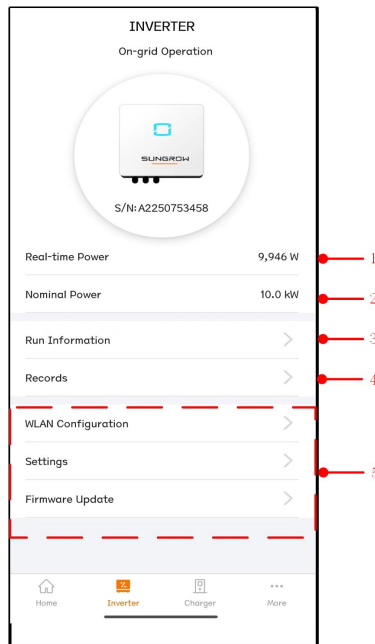 INVERTER
On-grid Operation
SUNGROW
S/N: A2250753458
Real-time Power 9,946 W 1
Nominal Power 10.0 kW 2
Run Information 3
Records 4
WLAN Configuration
Settings 5
Firmware Update
Home Inverter Charger More